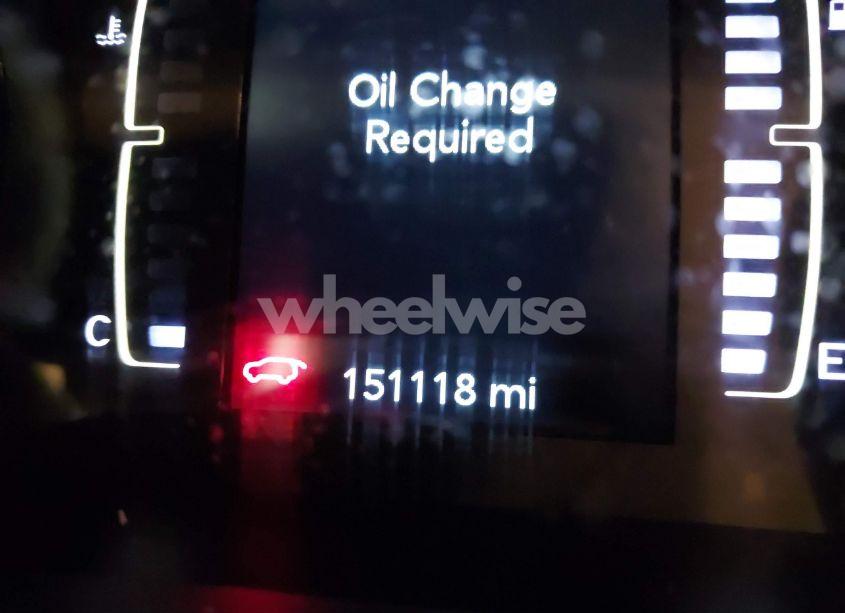 Oil Change
Required
wheelwise
C
E
151118 mi